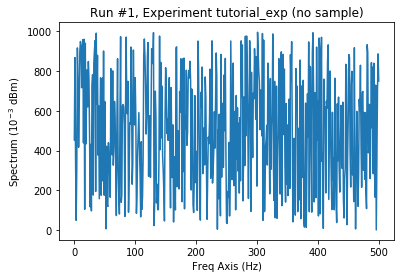 Run #1, Experiment tutorial_exp (no sample)
Spectrum (10⁻³ dBm)
1000
800
600
400
200
0
0 100 200 300 400 500
Freq Axis (Hz)